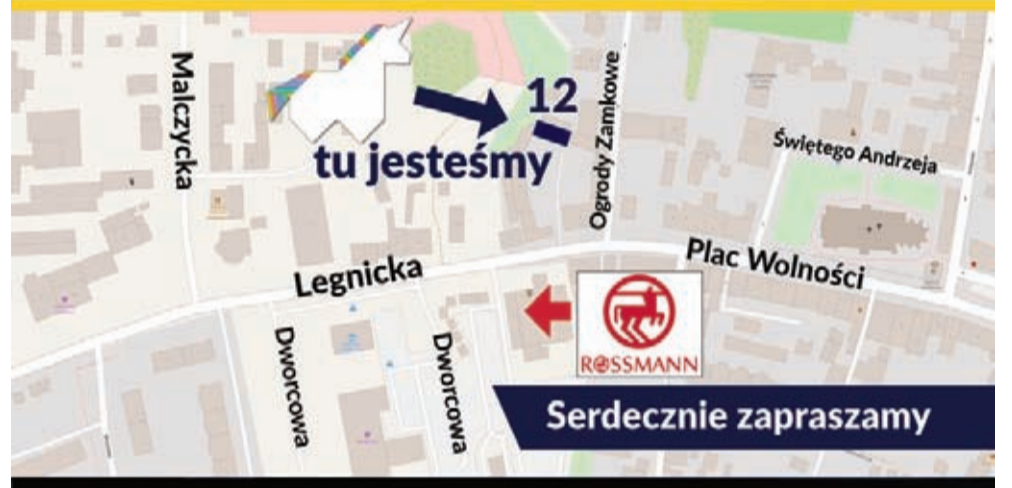 Malczycka
12
tu jesteśmy
Ogrody Zamkowe
Świętego Andrzeja
Legnicka
Plac Wolności
Dworcowa
Dworcowa
ROSSMANN
Serdecznie zapraszamy